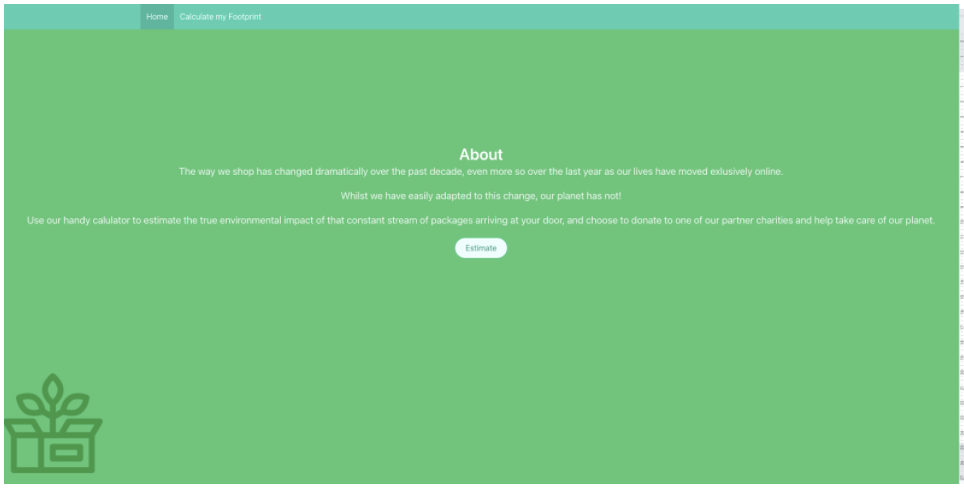 Home Calculate my Footprint
About
The way we shop has changed dramatically over the past decade, even more so over the last year as our lives have moved exlusively online.
Whilst we have easily adapted to this change, our planet has not!
Use our handy calulator to estimate the true environmental impact of that constant stream of packages arriving at your door, and choose to donate to one of our partner charities and help take care of our planet.
Estimate